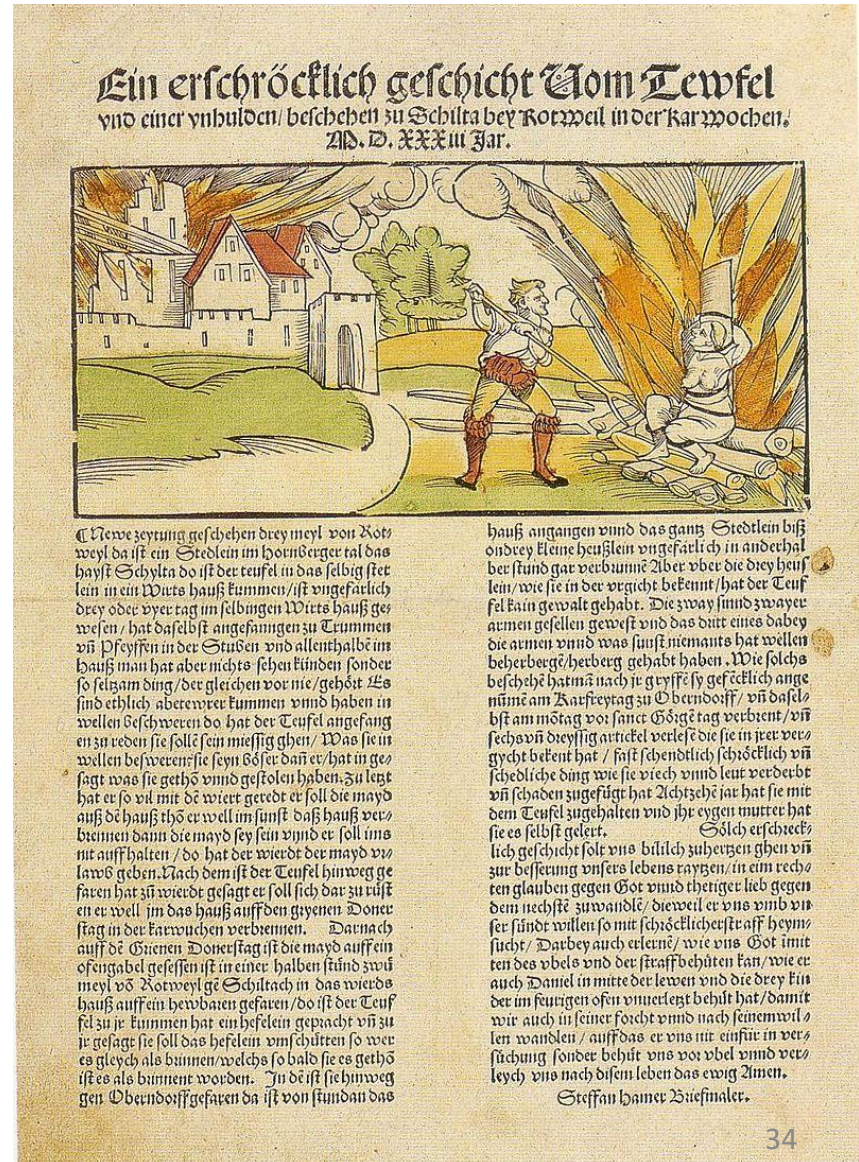 Ein erschröcklich geschicht Vom Tewfel
vnd einer vnhulden/ beschehen zu Schilta bey Rotweil in der Karwochen.
M. D. XXXiii Jar.
Newe zeytung geschehen drey meyl von Rot⸗
weyl da ist ein Stedlein im Hornberger tal das
hayst Schylta do ist der teufel in das selbig stet
lein in ein Wirts hauß kummen/ist vngefärlich
drey oder vyer tag im selbingen Wirts hauß ge⸗
wesen/ hat daselbst angefanngen zu Trummen
vñ Pfeyffen in der Stuben vnd allenthalbē im
Hauß man hat aber nichts sehen künden sonder
so seltzam ding/der gleichen vor nie/gehört Es
sind ethlich abetewrer kummen vnnd haben in
wellen beschweren do hat der Teufel angefang
en zu reden sie sollē sein miessig ghen/ Was sie in
wellen besweren sie seyn böser dañ er/hat in ge⸗
sagt was sie gethō vnnd gestolen haben. Zu letzt
hat er so vil mit dē wiert geredt er soll die mayd
auß dē hauß thō er well im sunst daß hauß ver⸗
brennen dann die mayd sey sein vnnd er soll ims
nit auff halten/ do hat der wierdt der mayd vr⸗
lawb geben. Nach dem ist der Teufel hinweg ge
faren hat zū wierdt gesagt er soll sich dar zu rüst
en er well jm das hauß auff den gryenen Doner
stag in der karwuchen verbrennen. Darnach
auff dē Grienen Donerstag ist die mayd auff ein
ofengabel gesessen ist in einer halben stünd zwū
meyl vō Rotweyl gē Schiltach in das wierds
hauß auff ein hewbaren gefaren/do ist der Teuf
fel zu jr kummen hat ein hefelein gepracht vñ zu
jr gesagt sie soll das hefelein vmschütten so wer
es gleych als brinnen/welchs so bald sie es gethō
ist es als brinnent worden. In dē ist sie hinweg
gen Oberndorff gefaren da ist von stundan das
hauß angangen vnnd das gantz Stedtlein biß
on drey kleine heußlein vngefärlich in anderhal
ber stund gar verbrunnē Aber vber die drey heus
lein/wie sie in der vrgicht bekennt/hat der Teuf
fel kain gewalt gehabt. Die zway sinnd zwayer
armen gesellen gewest vnd das dritt eines dabey
die armen vnnd was sunst niemants hat wellen
beherbergē/herberg gehabt haben. Wie solchs
beschehē hat mā nach jr gryffē sy gefēcklich ange
nūmē am Karfreytag zu Oberndorff/ vñ dasel⸗
bst am mōtag vor sanct Görgē tag verbrent/ vñ
sechs vñ dreyssig artickel verlesē die sie in jrer ver⸗
gycht bekent hat/ fast schendtlich schröcklich vñ
schedliche ding wie sie viech vnnd leut verderbt
vñ schaden zugefügt hat Achtzehē jar hat sie mit
dem Teufel zugehalten vnd jhr eygen mutter hat
sie es selbst gelert. Sölch erschreck⸗
lich geschicht solt vns bililch zuhertzen ghen vñ
zur besserung vnsers lebens raytzen/in eim rech⸗
ten glauben gegen Got vnnd thetiger lieb gegen
dem nechstē zuwandlē/ dieweil er vns vmb vn⸗
ser sündt willen so mit schröcklicher straff heym⸗
sucht/ Darbey auch erlernē/ wie vns Got imit
ten des vbels vnd der straff behüten kan/wie er
auch Daniel in mitte der lewen vnd die drey kin
der im feurigen ofen vnuerletzt behüt hat/damit
wir auch in seiner forcht vnnd nach seinem wil⸗
len wandlen/ auff das er vns nit einfür in ver⸗
süchung sonder behüt vns vor vbel vnnd ver⸗
leych vns nach disem leben das ewig Amen.
Steffan Hamer Briefmaler.
34